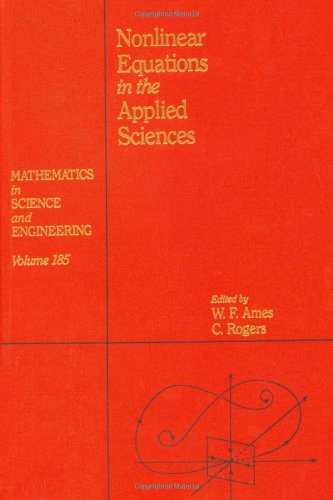 Nonlinear
Equations
in the
Applied
Sciences
MATHEMATICS
in
SCIENCE
and
ENGINEERING
Volume 185
Edited by
W. F. Ames
C. Rogers